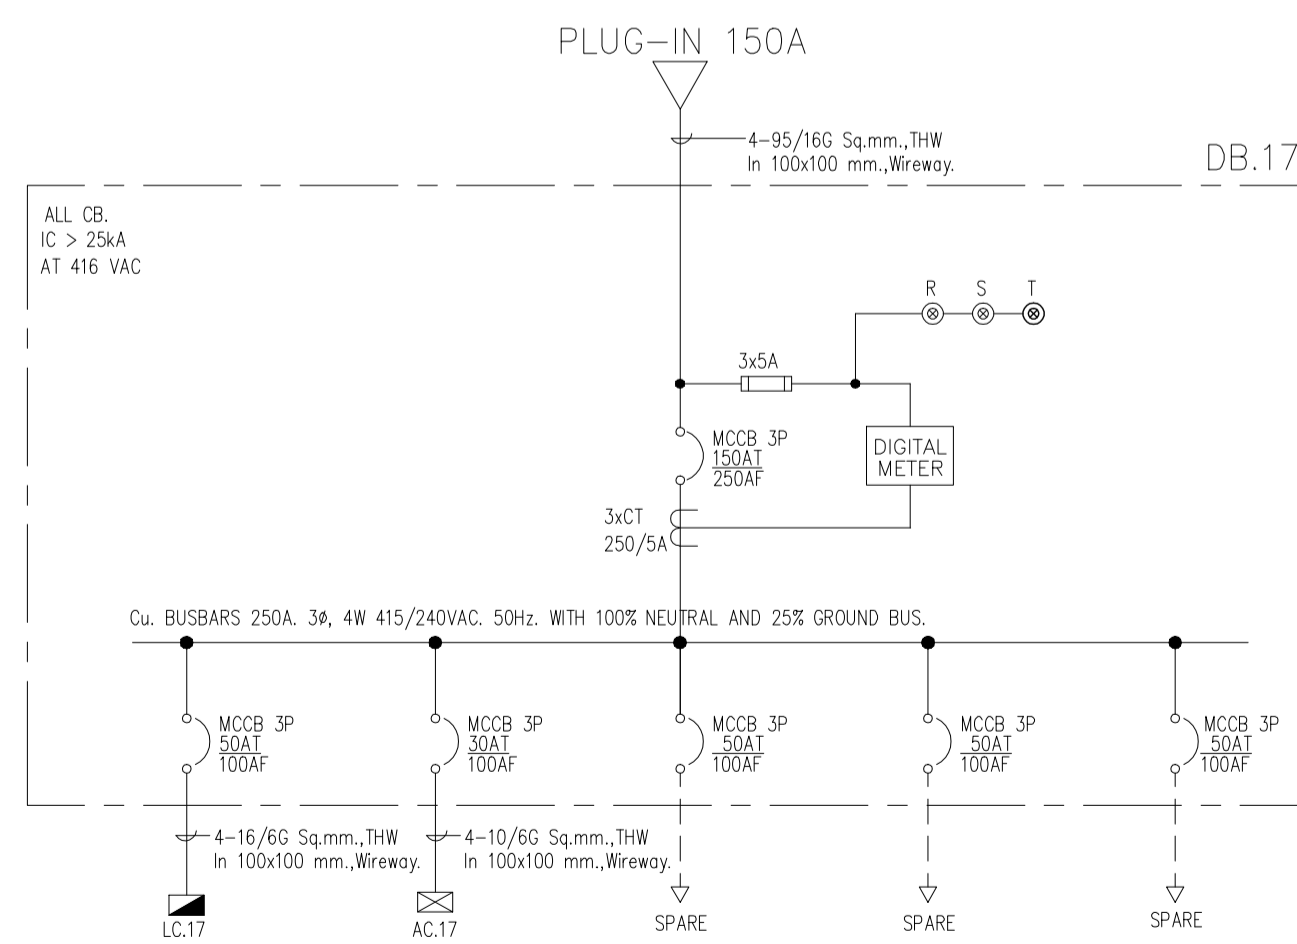 PLUG-IN 150A
4-95/16G Sq.mm.,THW
In 100x100 mm.,Wireway.
DB.17
ALL CB.
IC > 25kA
AT 416 VAC
R S T
3x5A
MCCB 3P
150AT
250AF
DIGITAL
METER
3xCT
250/5A
Cu. BUSBARS 250A. 3ø, 4W 415/240VAC. 50Hz. WITH 100% NEUTRAL AND 25% GROUND BUS.
MCCB 3P
50AT
100AF
MCCB 3P
30AT
100AF
MCCB 3P
50AT
100AF
MCCB 3P
50AT
100AF
MCCB 3P
50AT
100AF
4-16/6G Sq.mm.,THW
In 100x100 mm.,Wireway.
4-10/6G Sq.mm.,THW
In 100x100 mm.,Wireway.
LC.17
AC.17
SPARE
SPARE
SPARE